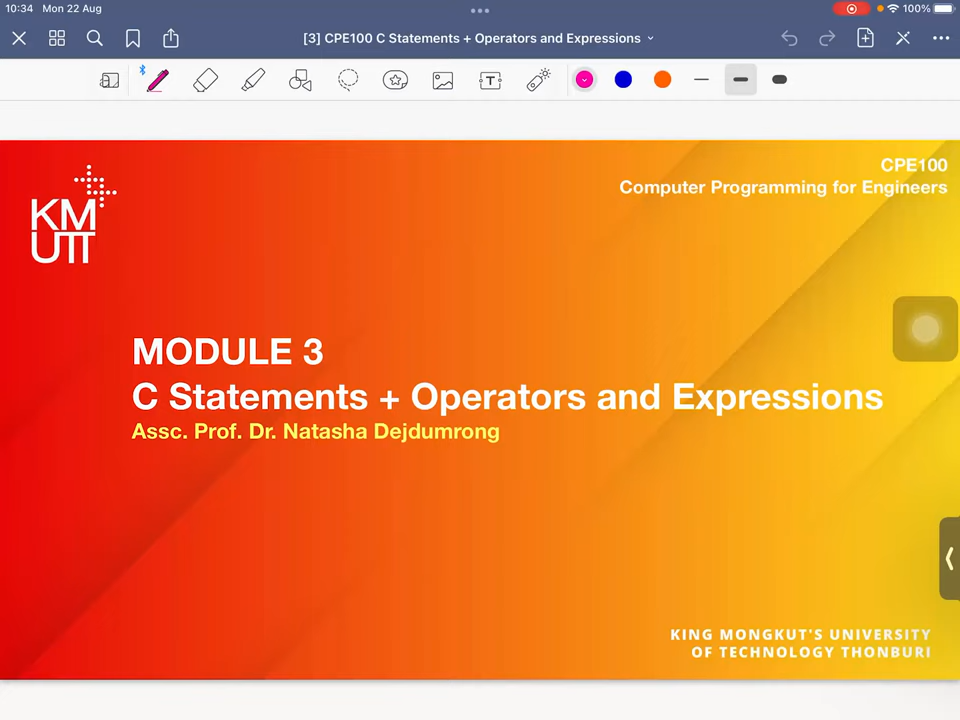 10:34 Mon 22 Aug
100%
[3] CPE100 C Statements + Operators and Expressions
T
CPE100
Computer Programming for Engineers
KM
UTT
MODULE 3
C Statements + Operators and Expressions
Assc. Prof. Dr. Natasha Dejdumrong
KING MONGKUT'S UNIVERSITY
OF TECHNOLOGY THONBURI